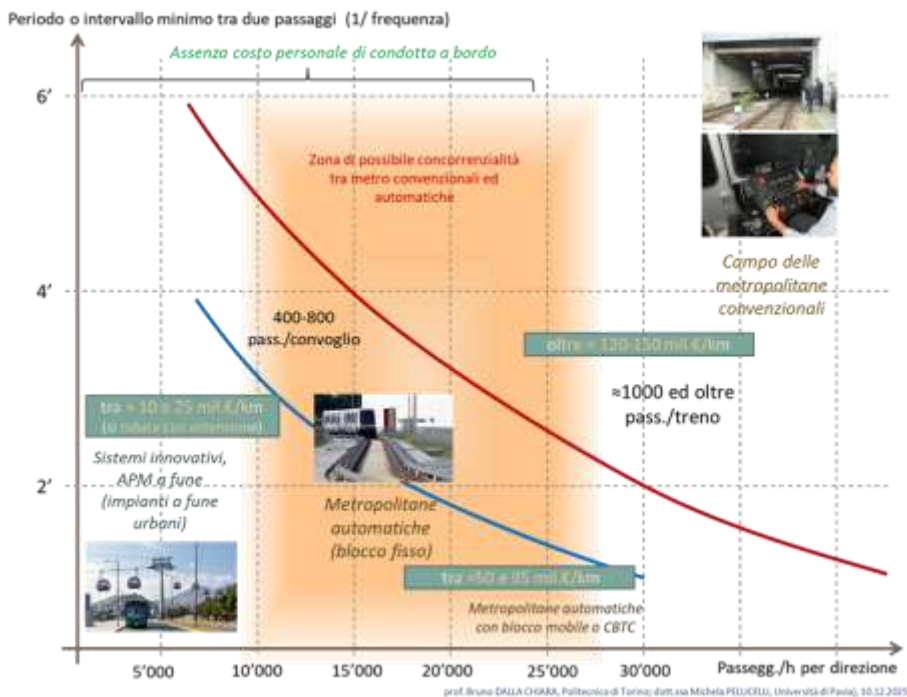 Periodo o intervallo minimo tra due passaggi (1/ frequenza)
Assenza costo personale di condotta a bordo
6’
Zona di possibile concorrenzialità
tra metro convenzionali ed
automatiche
Campo delle
metropolitane
convenzionali
4’
400-800
pass./convoglio
oltre ≈ 120-150 mil.€/km
≈1000 ed oltre
pass./treno
tra ≈ 10 e 25 mil.€/km
(si riduce con estensione)
Sistemi innovativi,
APM a fune
(impianti a fune
urbani)
2’
Metropolitane
automatiche
(blocco fisso)
tra ≈50 e 95 mil.€/km
Metropolitane automatiche
con blocco mobile o CBTC
5’000 10’000 15’000 20’000 25’000 30’000 Passegg./h per direzione
prof. Bruno DALLA CHIARA, Politecnico di Torino; dott.ssa Michela PELLICELLI, Università di Pavia), 10.12.2025